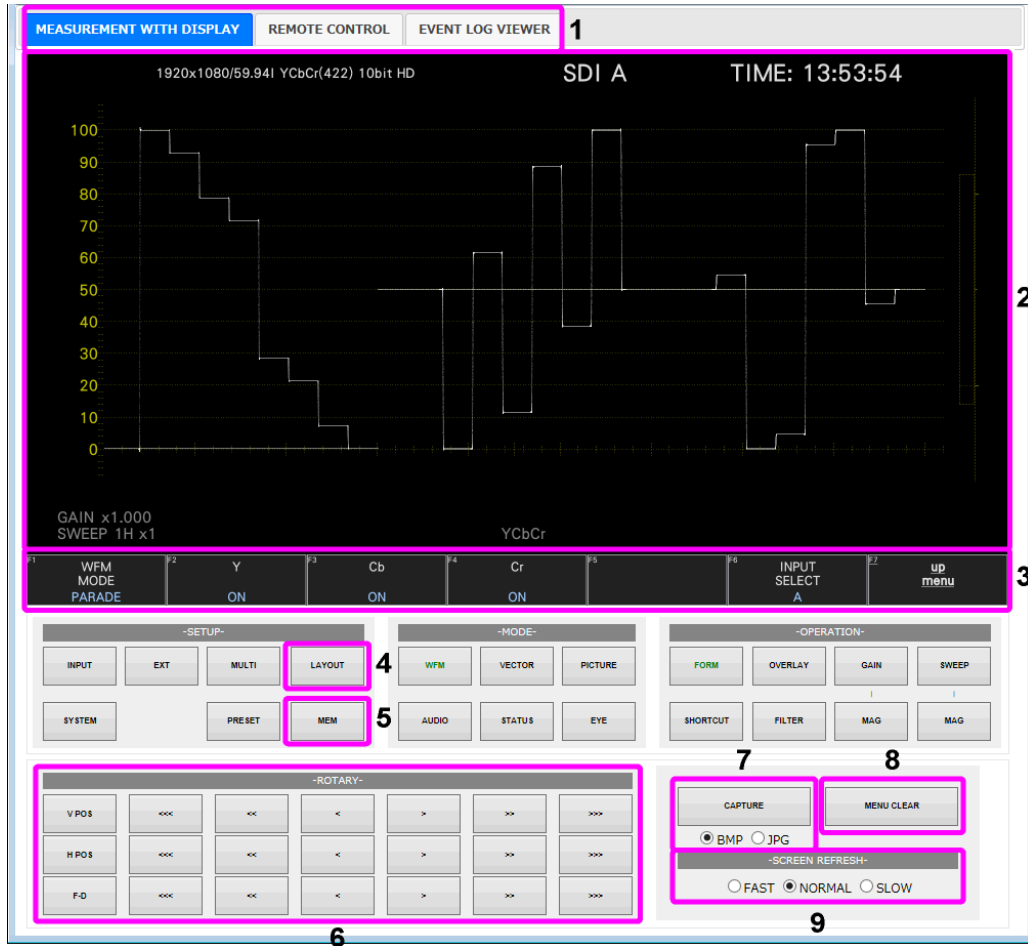 MEASUREMENT WITH DISPLAY REMOTE CONTROL EVENT LOG VIEWER 1
1920x1080/59.94I YCbCr(422) 10bit HD SDI A TIME: 13:53:54
100
90
80
70
60
50
40
30
20
10
0
2
GAIN x1.000
SWEEP 1H x1 YCbCr
F1 WFM MODE PARADE
F2 Y ON
F3 Cb ON
F4 Cr ON
F5
F6 INPUT SELECT A
F7 up menu
3
-SETUP- -MODE- -OPERATION-
INPUT EXT MULTI LAYOUT 4 WFM VECTOR PICTURE FORM OVERLAY GAIN SWEEP
SYSTEM PRESET MEM 5 AUDIO STATUS EYE SHORTCUT FILTER MAG MAG
7 8
-ROTARY-
V POS <<< << < > >> >>>
H POS <<< << < > >> >>>
F-D <<< << < > >> >>>
6
CAPTURE MENU CLEAR
BMP JPG
-SCREEN REFRESH-
FAST NORMAL SLOW
9